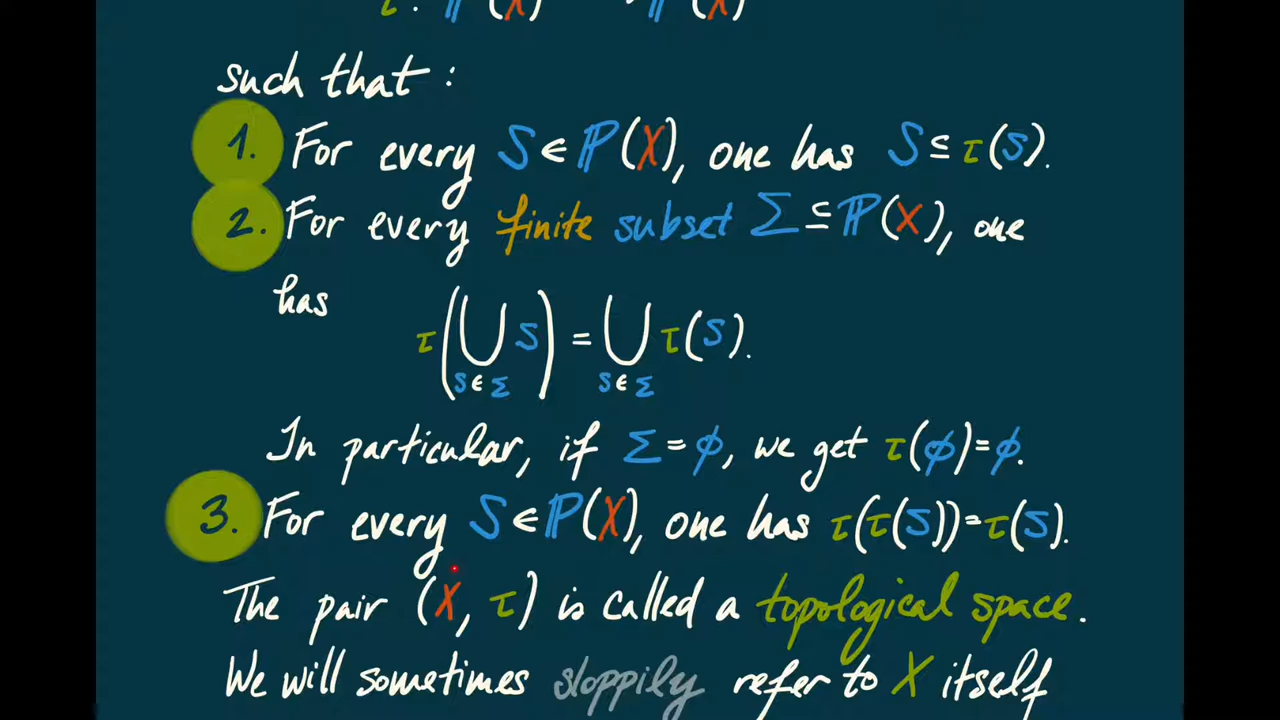 τ : ℙ(X) → ℙ(X)
such that :
1. For every S ∈ ℙ(X), one has S ⊆ τ(S).
2. For every finite subset Σ ⊆ ℙ(X), one
has
τ(⋃ S) = ⋃ τ(S).
S ∈ Σ S ∈ Σ
In particular, if Σ = ϕ, we get τ(ϕ) = ϕ.
3. For every S ∈ ℙ(X), one has τ(τ(S)) = τ(S).
The pair (X, τ) is called a topological space.
We will sometimes sloppily refer to X itself